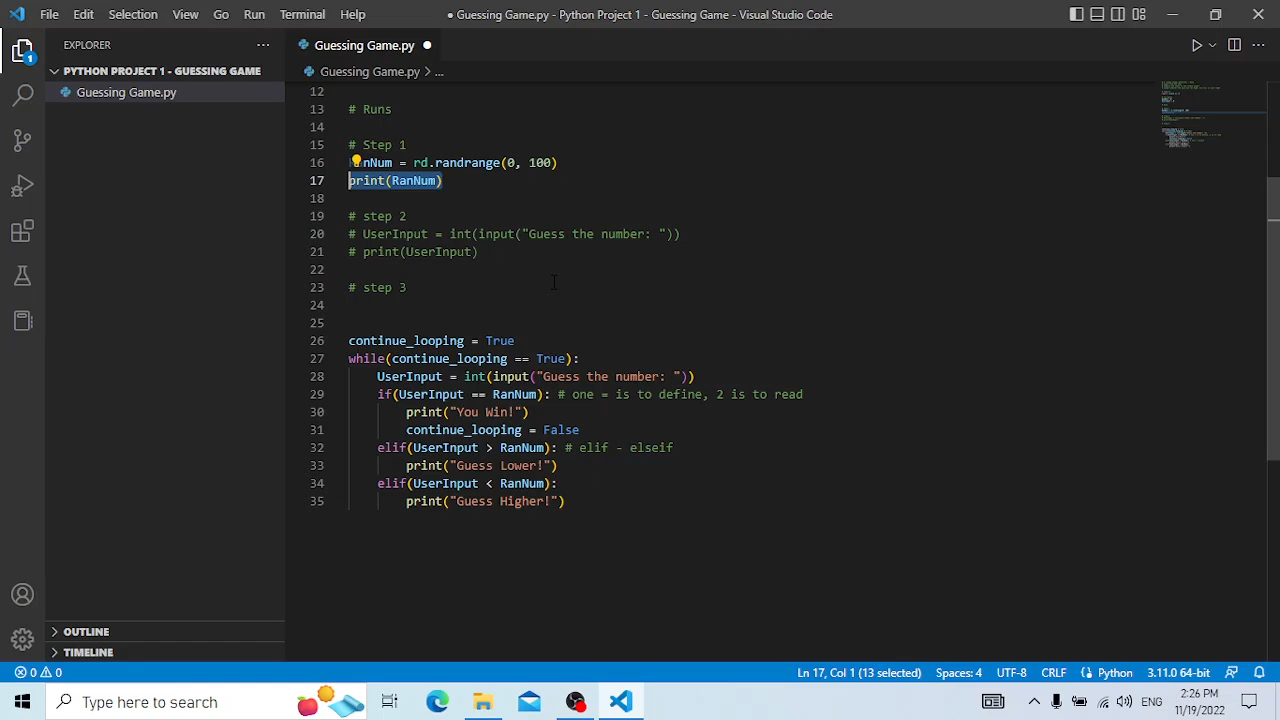 File Edit Selection View Go Run Terminal Help
● Guessing Game.py - Python Project 1 - Guessing Game - Visual Studio Code
EXPLORER
1
PYTHON PROJECT 1 - GUESSING GAME
Guessing Game.py
OUTLINE
TIMELINE
Guessing Game.py ●
Guessing Game.py > ...
12
13 # Runs
14
15 # Step 1
16 RanNum = rd.randrange(0, 100)
17 print(RanNum)
18
19 # step 2
20 # UserInput = int(input("Guess the number: "))
21 # print(UserInput)
22
23 # step 3
24
25
26 continue_looping = True
27 while(continue_looping == True):
28 UserInput = int(input("Guess the number: "))
29 if(UserInput == RanNum): # one = is to define, 2 is to read
30 print("You Win!")
31 continue_looping = False
32 elif(UserInput > RanNum): # elif - elseif
33 print("Guess Lower!")
34 elif(UserInput < RanNum):
35 print("Guess Higher!")
0 0 Ln 17, Col 1 (13 selected) Spaces: 4 UTF-8 CRLF Python 3.11.0 64-bit
Type here to search
ENG
2:26 PM
11/19/2022